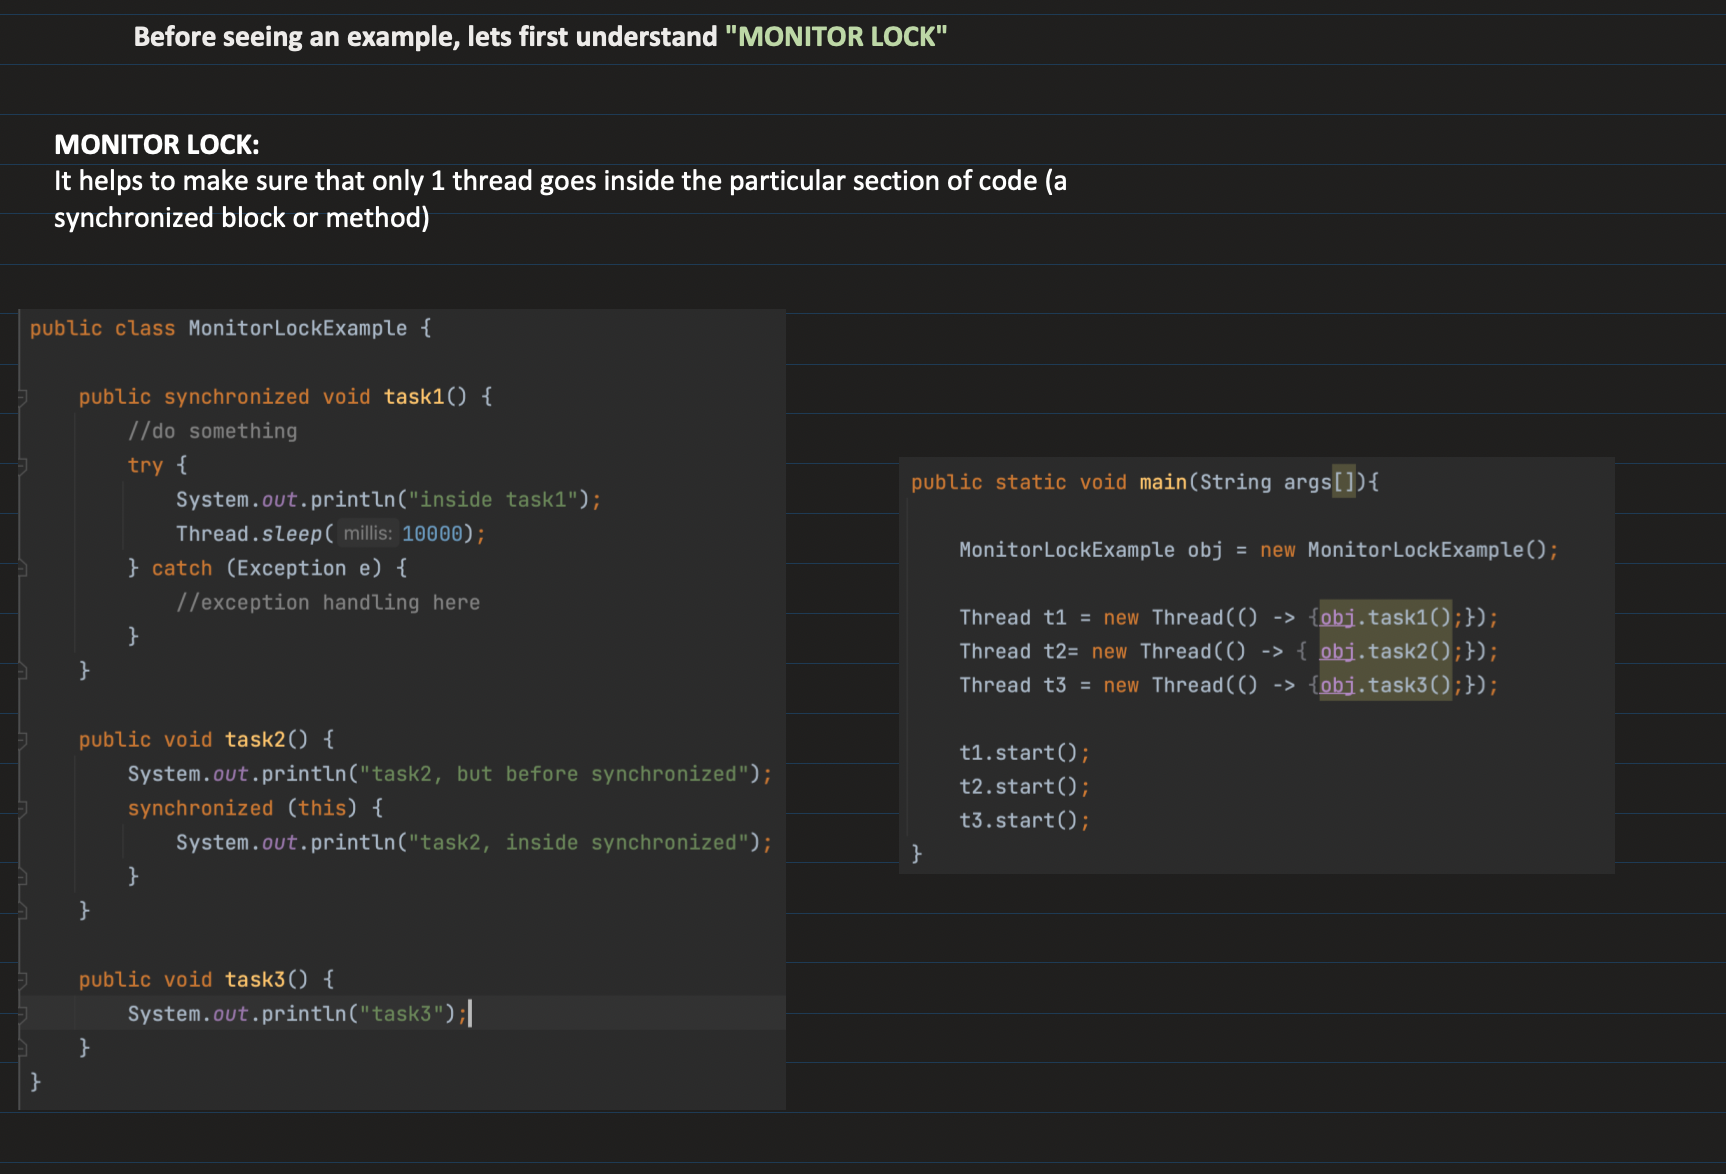 Before seeing an example, lets first understand "MONITOR LOCK"
MONITOR LOCK:
It helps to make sure that only 1 thread goes inside the particular section of code (a
synchronized block or method)
public class MonitorLockExample {
public synchronized void task1() {
//do something
try {
System.out.println("inside task1");
Thread.sleep( millis: 10000);
} catch (Exception e) {
//exception handling here
}
}
public void task2() {
System.out.println("task2, but before synchronized");
synchronized (this) {
System.out.println("task2, inside synchronized");
}
}
public void task3() {
System.out.println("task3");
}
}
public static void main(String args[]){
MonitorLockExample obj = new MonitorLockExample();
Thread t1 = new Thread(() -> {obj.task1();});
Thread t2= new Thread(() -> { obj.task2();});
Thread t3 = new Thread(() -> {obj.task3();});
t1.start();
t2.start();
t3.start();
}